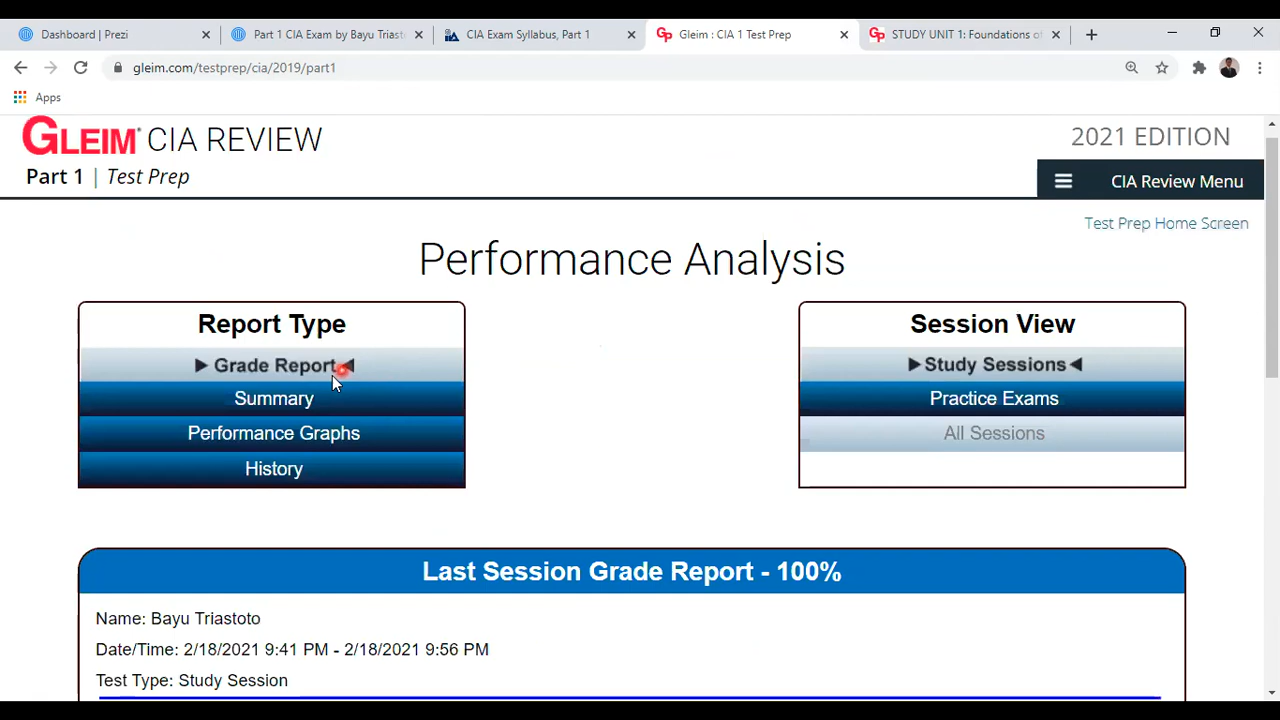 Dashboard | Prezi
Part 1 CIA Exam by Bayu Triasto
CIA Exam Syllabus, Part 1
Gleim : CIA 1 Test Prep
STUDY UNIT 1: Foundations of
gleim.com/testprep/cia/2019/part1
Apps
GLEIM® CIA REVIEW
2021 EDITION
Part 1 | Test Prep
CIA Review Menu
Test Prep Home Screen
Performance Analysis
Report Type
Grade Report
Summary
Performance Graphs
History
Session View
Study Sessions
Practice Exams
All Sessions
Last Session Grade Report - 100%
Name: Bayu Triastoto
Date/Time: 2/18/2021 9:41 PM - 2/18/2021 9:56 PM
Test Type: Study Session